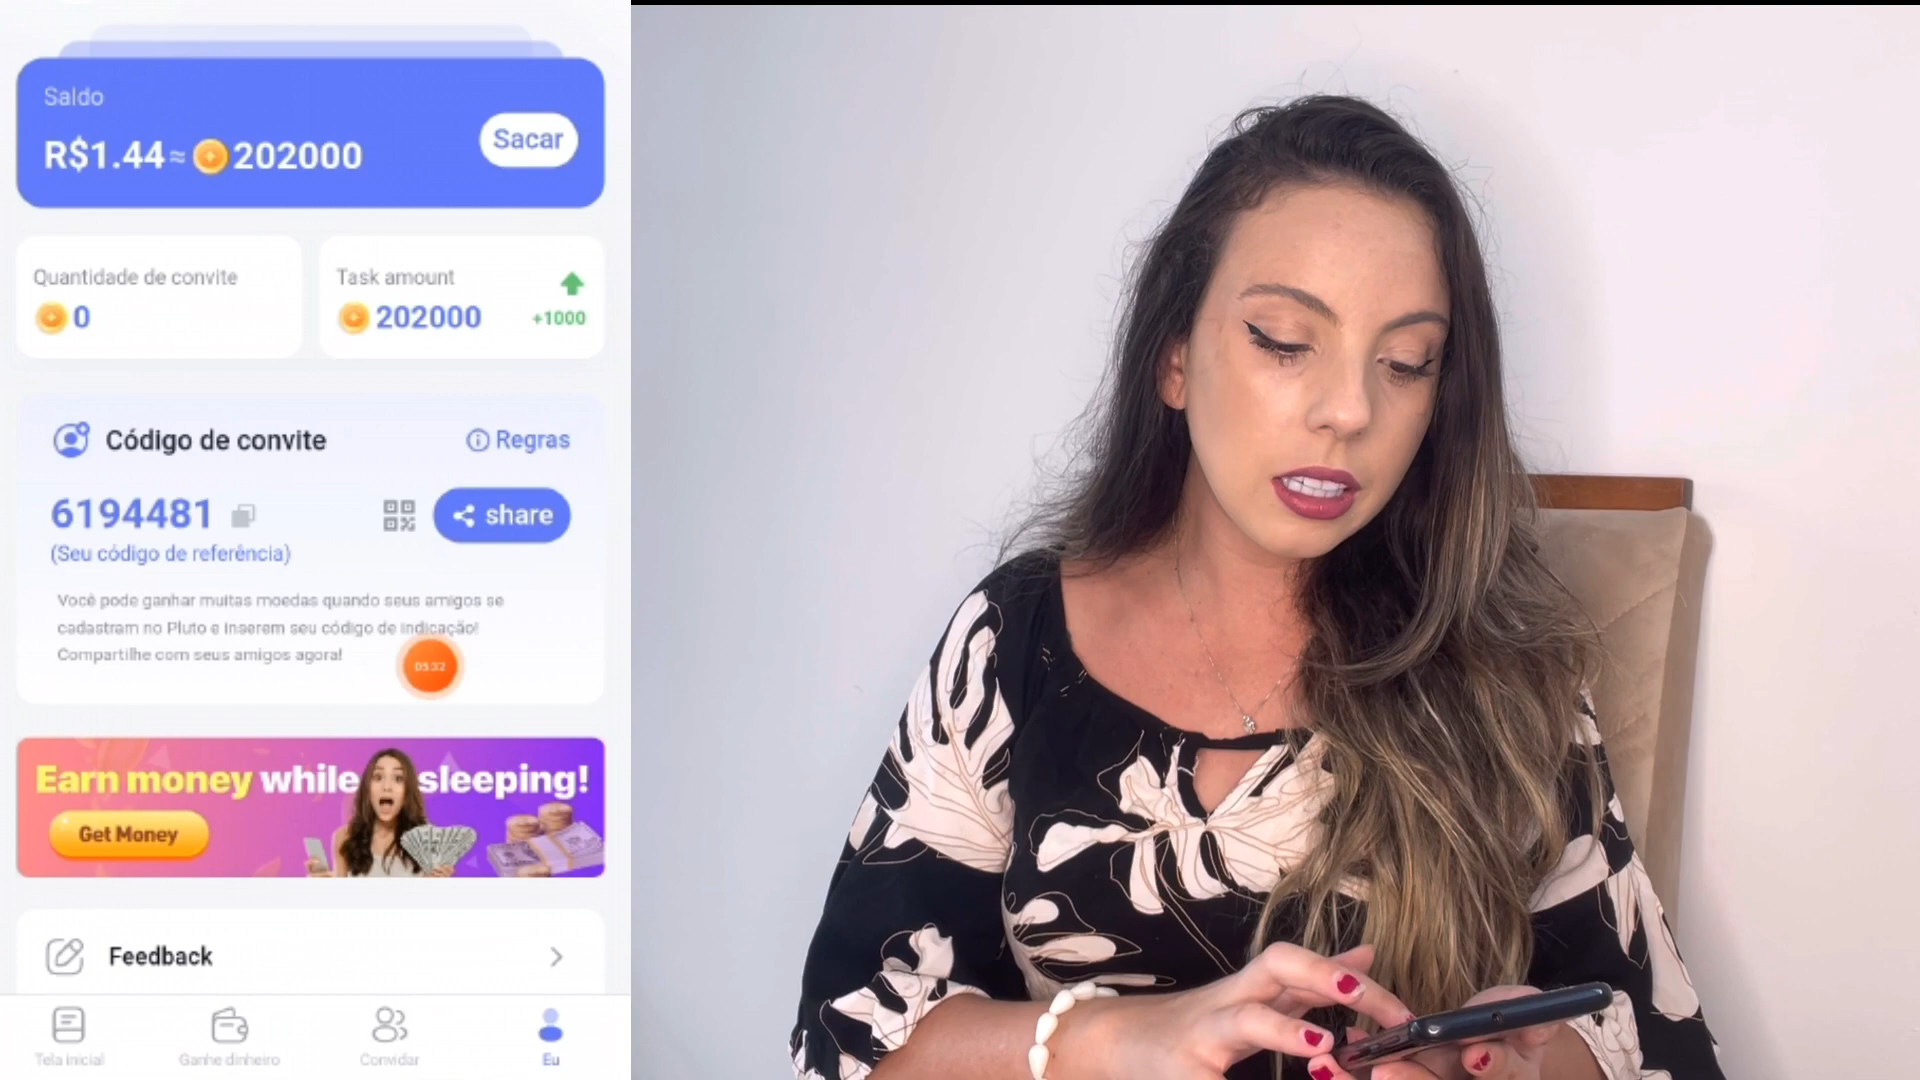 Saldo
R$1.44≈202000
Sacar
Quantidade de convite
0
Task amount
202000
+1000
Código de convite
Regras
6194481
share
(Seu código de referência)
Você pode ganhar muitas moedas quando seus amigos se
cadastram no Pluto e inserem seu código de indicação!
Compartilhe com seus amigos agora!
05:32
Earn money while sleeping!
Get Money
Feedback
Tela inicial
Ganhe dinheiro
Convidar
Eu